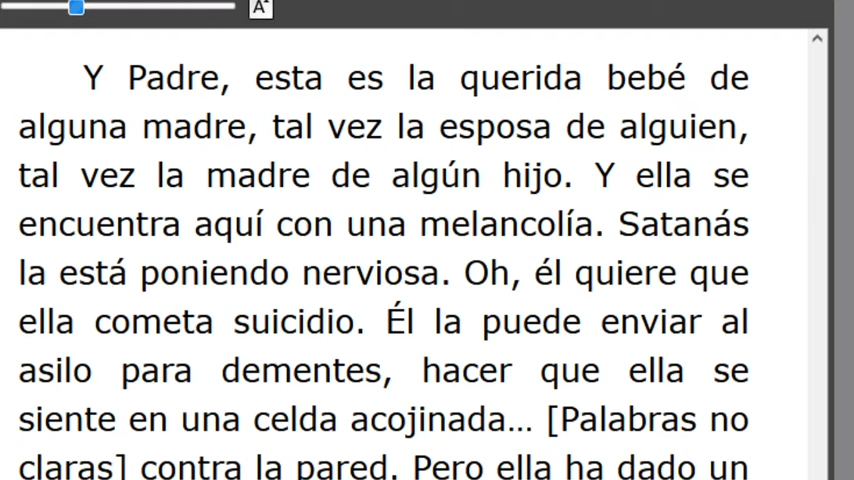 A
Y Padre, esta es la querida bebé de
alguna madre, tal vez la esposa de alguien,
tal vez la madre de algún hijo. Y ella se
encuentra aquí con una melancolía. Satanás
la está poniendo nerviosa. Oh, él quiere que
ella cometa suicidio. Él la puede enviar al
asilo para dementes, hacer que ella se
siente en una celda acojinada... [Palabras no
claras] contra la pared. Pero ella ha dado un